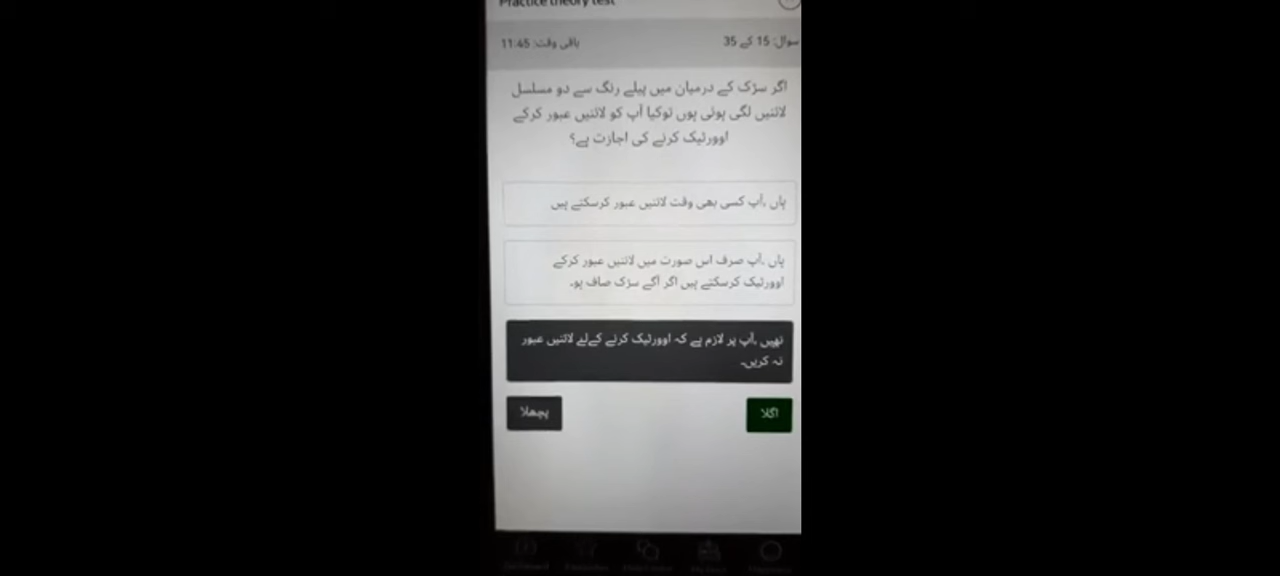 Practice theory test
سوال: 15 کے 35
باقی وقت: 11:45
اگر سڑک کے درمیان میں پیلے رنگ سے دو مسلسل
لائنیں لگی ہوئی ہوں توکیا آپ کو لائنیں عبور کرکے
اوورٹیک کرنے کی اجازت ہے؟
ہاں ،آپ کسی بھی وقت لائنیں عبور کرسکتے ہیں
ہاں ،آپ صرف اس صورت میں لائنیں عبور کرکے
اوورٹیک کرسکتے ہیں اگر آگے سڑک صاف ہو۔
نھیں ،آپ پر لازم ہے کہ اوورٹیک کرنے کےلیے لائنیں عبور
نہ کریں۔
اگلا
پچھلا